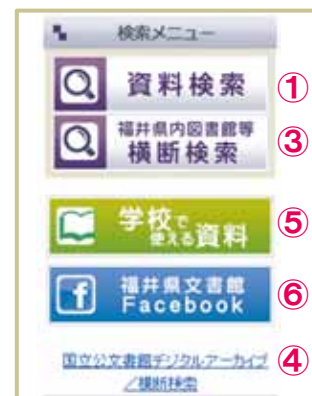 検索メニュー
資料検索 ①
福井県内図書館等
横断検索 ③
学校で
使える資料 ⑤
福井県文書館
Facebook ⑥
国立公文書館デジタルアーカイブ ④
/横断検索